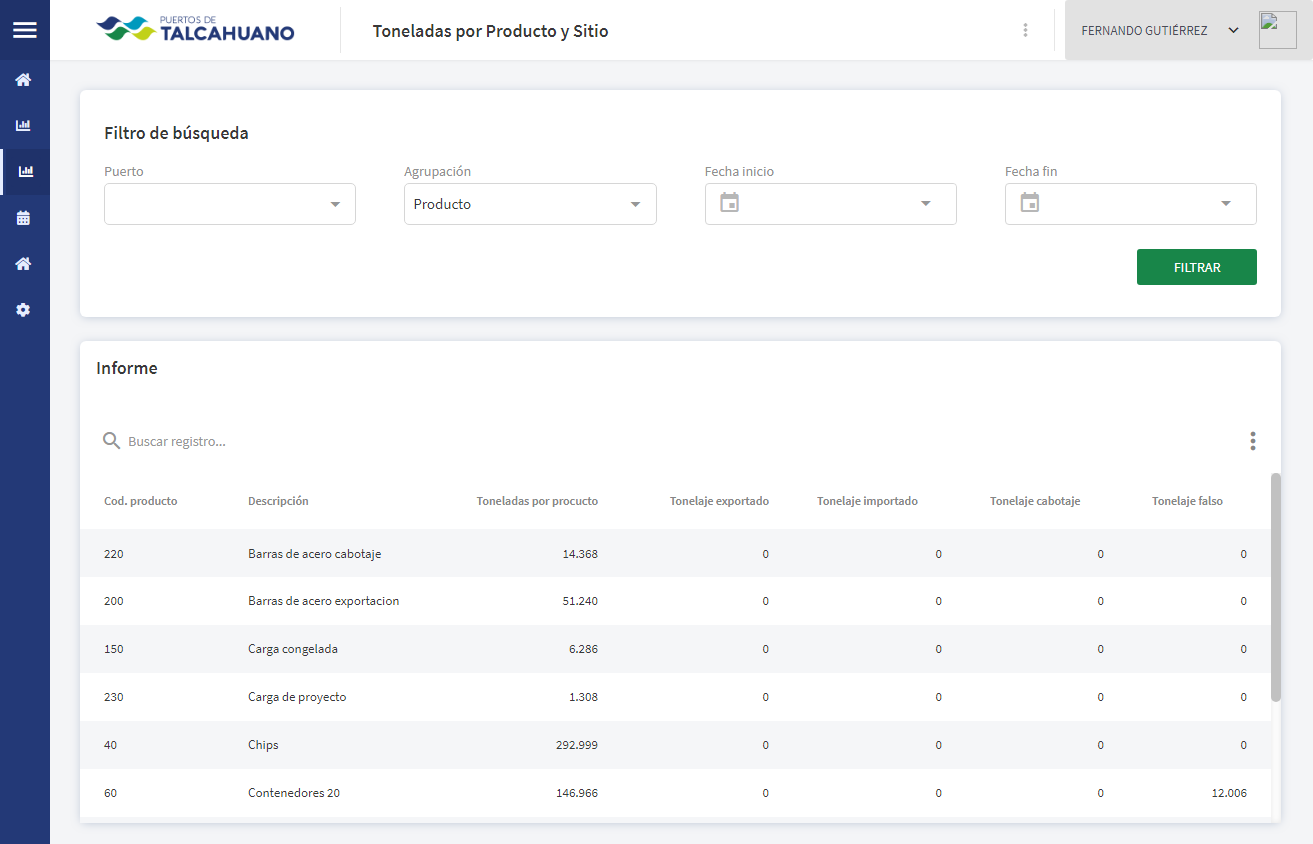 PUERTOS DE
TALCAHUANO
Toneladas por Producto y Sitio
FERNANDO GUTIÉRREZ
Filtro de búsqueda
Puerto Agrupación Fecha inicio Fecha fin
Producto
FILTRAR
Informe
Buscar registro...
Cod. producto Descripción Toneladas por procucto Tonelaje exportado Tonelaje importado Tonelaje cabotaje Tonelaje falso
220 Barras de acero cabotaje 14.368 0 0 0 0
200 Barras de acero exportacion 51.240 0 0 0 0
150 Carga congelada 6.286 0 0 0 0
230 Carga de proyecto 1.308 0 0 0 0
40 Chips 292.999 0 0 0 0
60 Contenedores 20 146.966 0 0 0 12.006